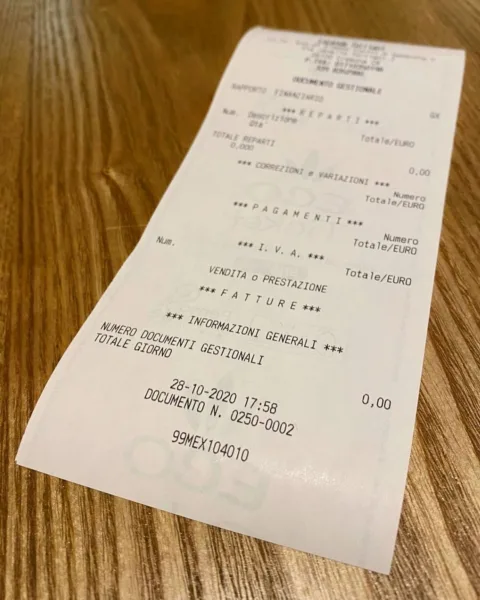 DOCUMENTO GESTIONALE
RAPPORTO FINANZIARIO
*** R E P A R T I ***
Num. Descrizione Totale/EURO
Qta'
TOTALE REPARTI 0,00
0,000
*** CORREZIONI e VARIAZIONI ***
Numero
Totale/EURO
*** P A G A M E N T I ***
Numero
Totale/EURO
*** I. V. A. ***
Num. Totale/EURO
VENDITA o PRESTAZIONE
*** F A T T U R E ***
*** INFORMAZIONI GENERALI ***
NUMERO DOCUMENTI GESTIONALI
TOTALE GIORNO 0,00
28-10-2020 17:58
DOCUMENTO N. 0250-0002
99MEX104010